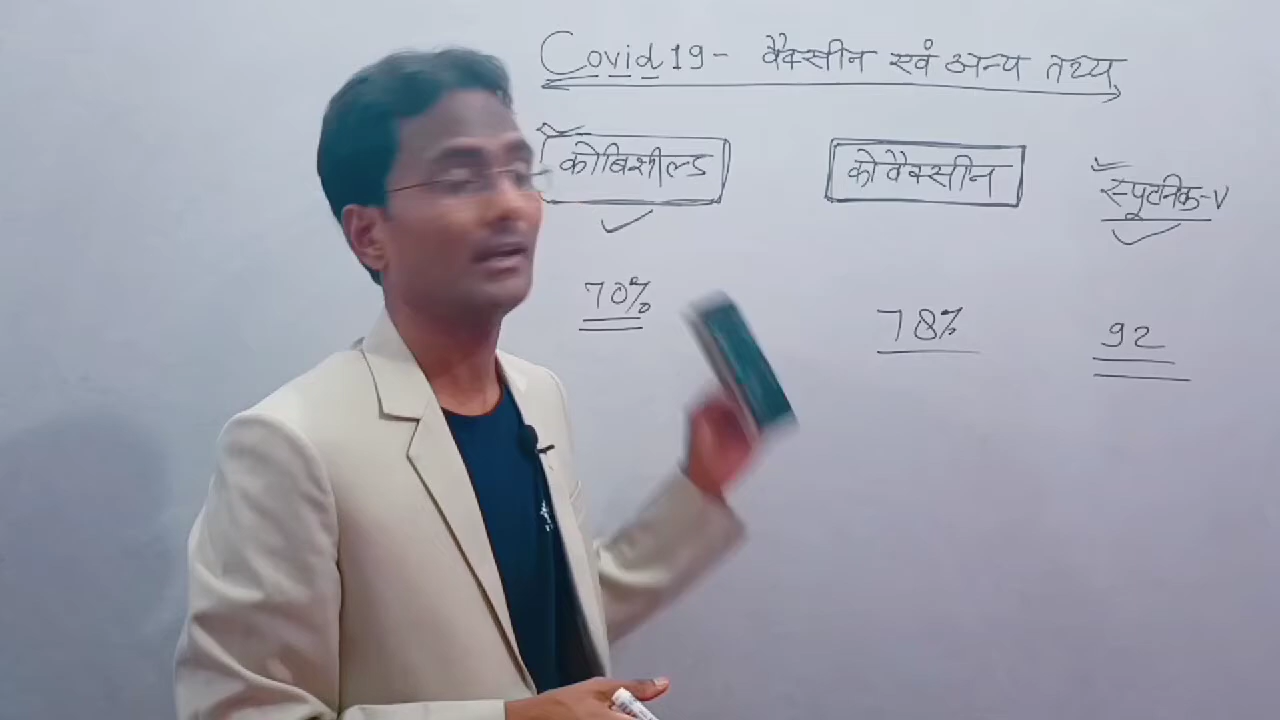 Covid 19 - वैक्सीन एवं अन्य तथ्य
कोबिशील्ड
कोवैक्सीन
स्पूटनिक-V
70%
78%
92